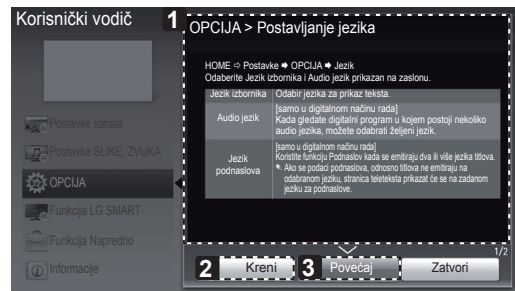 Korisnički vodič
1
OPCIJA > Postavljanje jezika
HOME ⇨ Postavke ➡ OPCIJA ➡ Jezik
Odaberite Jezik izbornika i Audio jezik prikazan na zaslonu.
Jezik izbornika Odabir jezika za prikaz teksta.
Audio jezik
[samo u digitalnom načinu rada]
Kada gledate digitalni program u kojem postoji nekoliko
audio jezika, možete odabrati željeni jezik.
Jezik
podnaslova
[samo u digitalnom načinu rada]
Koristite funkciju Podnaslov kada se emitiraju dva ili više jezika titlova.
✎ Ako se podaci podnaslova, odnosno titlova ne emitiraju na
odabranom jeziku, stranica teleteksta prikazat će se na zadanom
jeziku za podnaslove.
Postavke kanala
Postavke SLIKE, ZVUKA
OPCIJA
Funkcija LG SMART
Funkcija Napredno
Informacije
1/2
2 Kreni
3 Povećaj
Zatvori